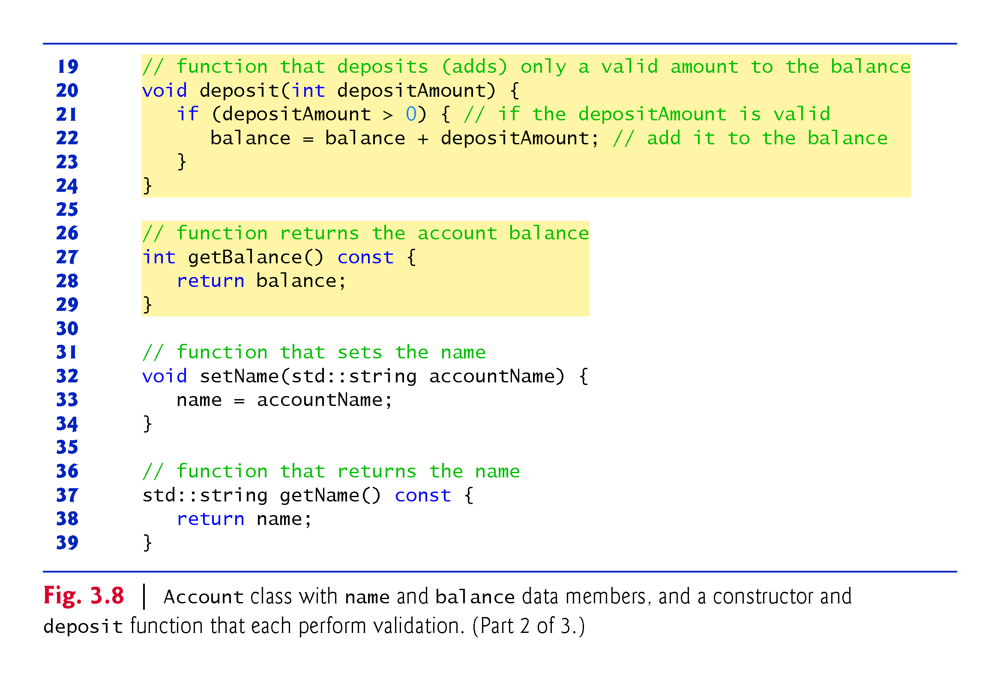 19 // function that deposits (adds) only a valid amount to the balance
20 void deposit(int depositAmount) {
21    if (depositAmount > 0) { // if the depositAmount is valid
22       balance = balance + depositAmount; // add it to the balance
23    }
24 }
25
26 // function returns the account balance
27 int getBalance() const {
28    return balance;
29 }
30
31 // function that sets the name
32 void setName(std::string accountName) {
33    name = accountName;
34 }
35
36 // function that returns the name
37 std::string getName() const {
38    return name;
39 }
Fig. 3.8 | Account class with name and balance data members, and a constructor and
deposit function that each perform validation. (Part 2 of 3.)